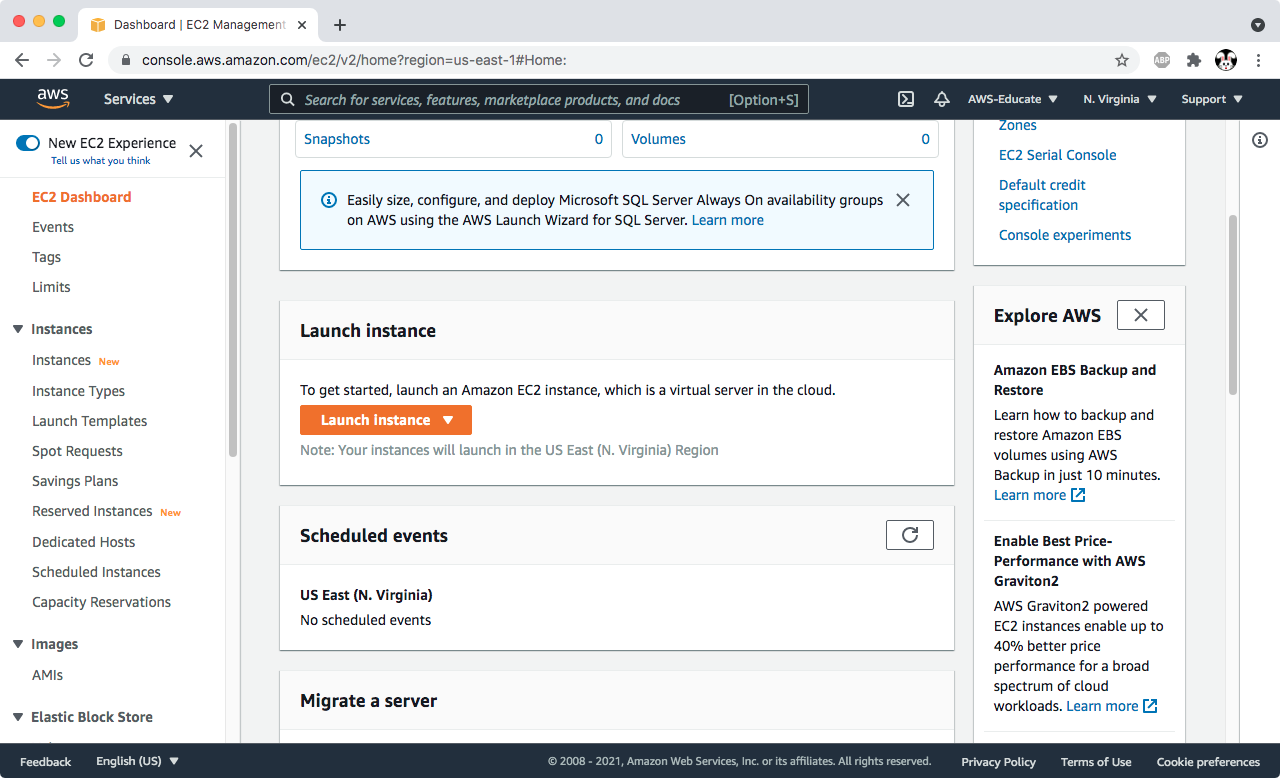 Dashboard | EC2 Management
console.aws.amazon.com/ec2/v2/home?region=us-east-1#Home:
ABP
aws
Services
Search for services, features, marketplace products, and docs
[Option+S]
AWS-Educate
N. Virginia
Support
New EC2 Experience
Tell us what you think
EC2 Dashboard
Events
Tags
Limits
Instances
Instances New
Instance Types
Launch Templates
Spot Requests
Savings Plans
Reserved Instances New
Dedicated Hosts
Scheduled Instances
Capacity Reservations
Images
AMIs
Elastic Block Store
Snapshots 0
Volumes 0
Easily size, configure, and deploy Microsoft SQL Server Always On availability groups
on AWS using the AWS Launch Wizard for SQL Server. Learn more
Launch instance
To get started, launch an Amazon EC2 instance, which is a virtual server in the cloud.
Launch instance
Note: Your instances will launch in the US East (N. Virginia) Region
Scheduled events
US East (N. Virginia)
No scheduled events
Migrate a server
Zones
EC2 Serial Console
Default credit
specification
Console experiments
Explore AWS
Amazon EBS Backup and
Restore
Learn how to backup and
restore Amazon EBS
volumes using AWS
Backup in just 10 minutes.
Learn more
Enable Best Price-
Performance with AWS
Graviton2
AWS Graviton2 powered
EC2 instances enable up to
40% better price
performance for a broad
spectrum of cloud
workloads. Learn more
Feedback
English (US)
© 2008 - 2021, Amazon Web Services, Inc. or its affiliates. All rights reserved.
Privacy Policy
Terms of Use
Cookie preferences